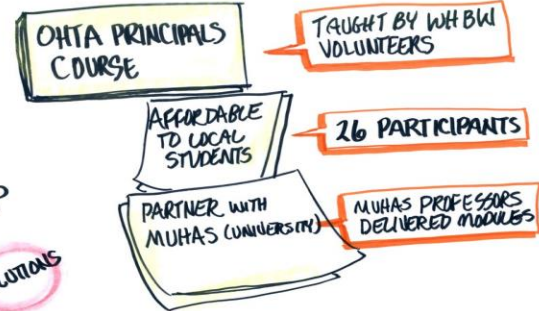 OHTA PRINCIPALS
COURSE
TAUGHT BY WHBW
VOLUNTEERS
AFFORDABLE
TO LOCAL
STUDENTS
26 PARTICIPANTS
PARTNER WITH
MUHAS (UNIVERSITY)
MUHAS PROFESSORS
DELIVERED MODULES